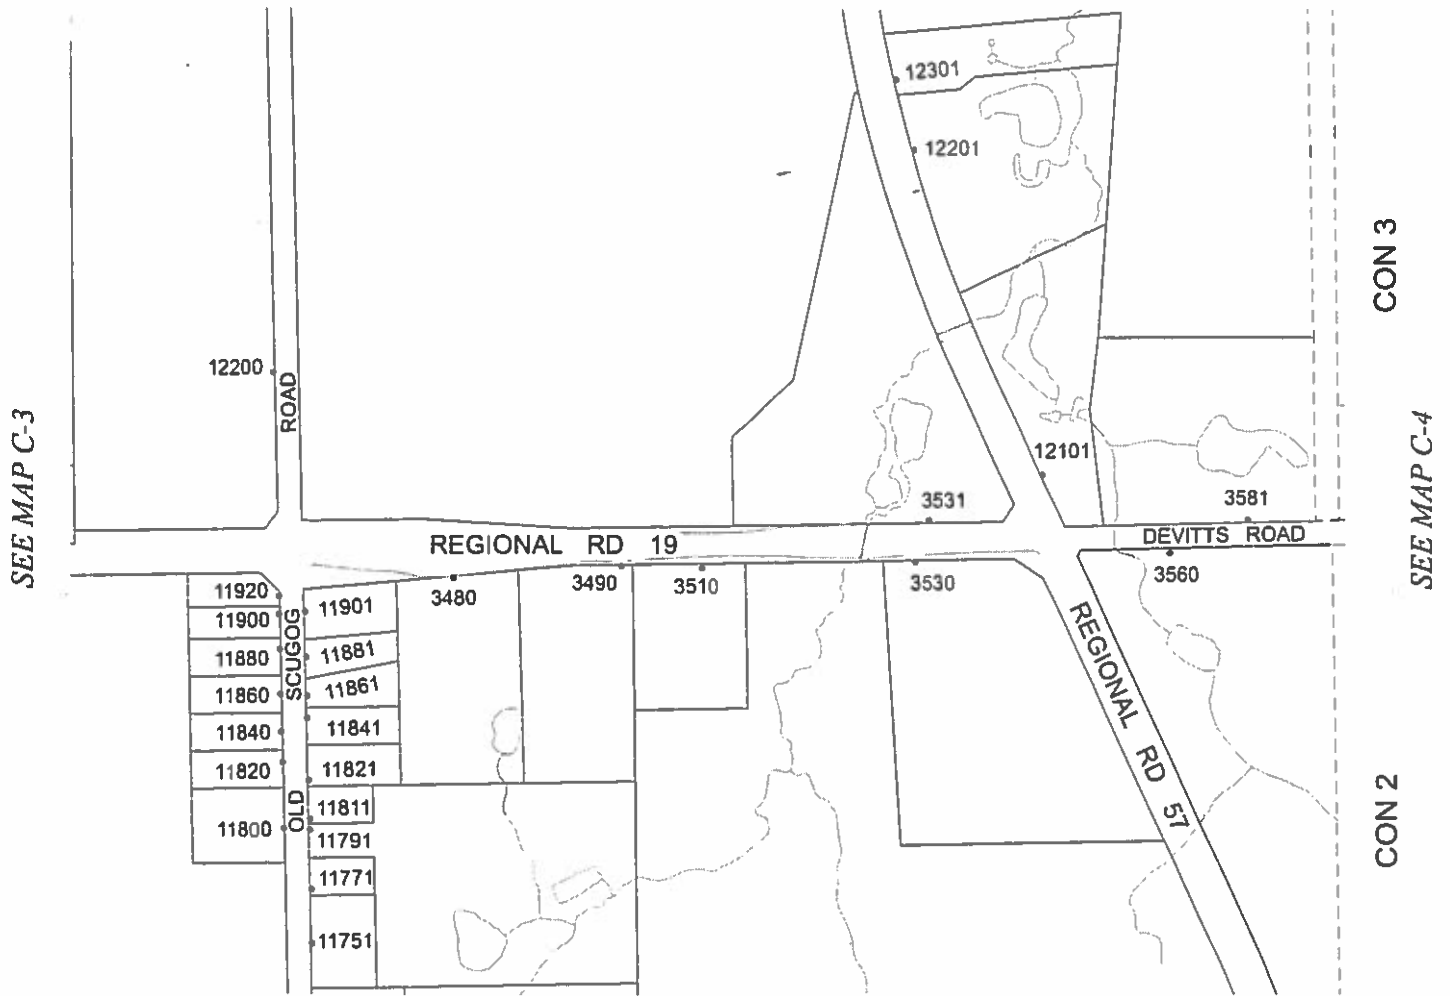 12301
12201
CON 3
12200
ROAD
SEE MAP C-3
SEE MAP C-4
12101
3531
3581
REGIONAL RD 19
DEVITTS ROAD
3480
3490
3510
3530
3560
11920
11901
11900
SCUGOG
11880
11881
11860
11861
11840
11841
11820
11821
OLD
11800
11811
11791
11771
11751
REGIONAL RD 57
CON 2